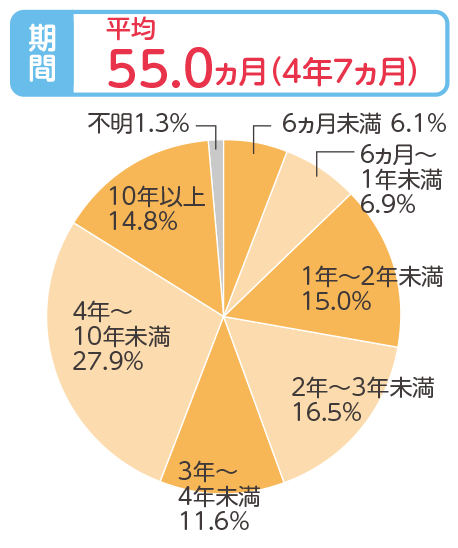 期間
平均
55.0ヵ月(4年7ヵ月)
不明1.3%
6ヵ月未満 6.1%
6ヵ月〜
1年未満
6.9%
1年〜2年未満
15.0%
2年〜3年未満
16.5%
3年〜
4年未満
11.6%
4年〜
10年未満
27.9%
10年以上
14.8%